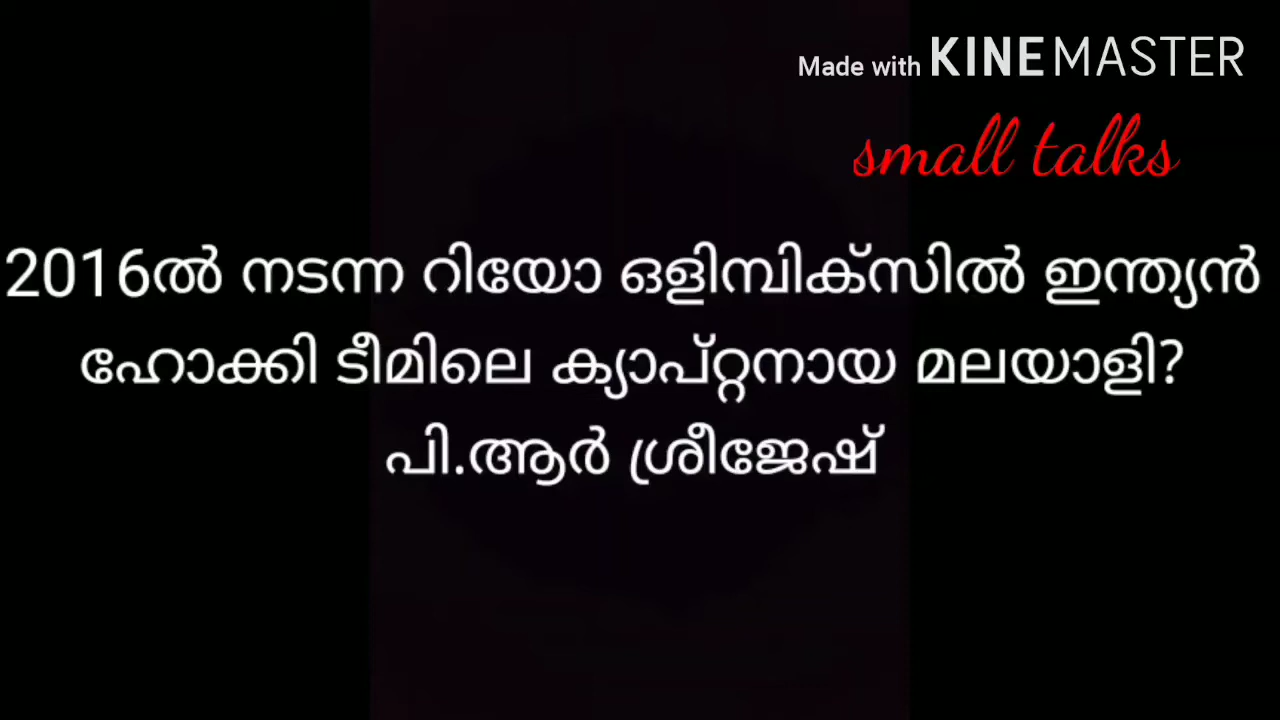 Made with KINEMASTER
small talks
2016ൽ നടന്ന റിയോ ഒളിമ്പിക്സിൽ ഇന്ത്യൻ
ഹോക്കി ടീമിലെ ക്യാപ്റ്റനായ മലയാളി?
പി.ആർ ശ്രീജേഷ്